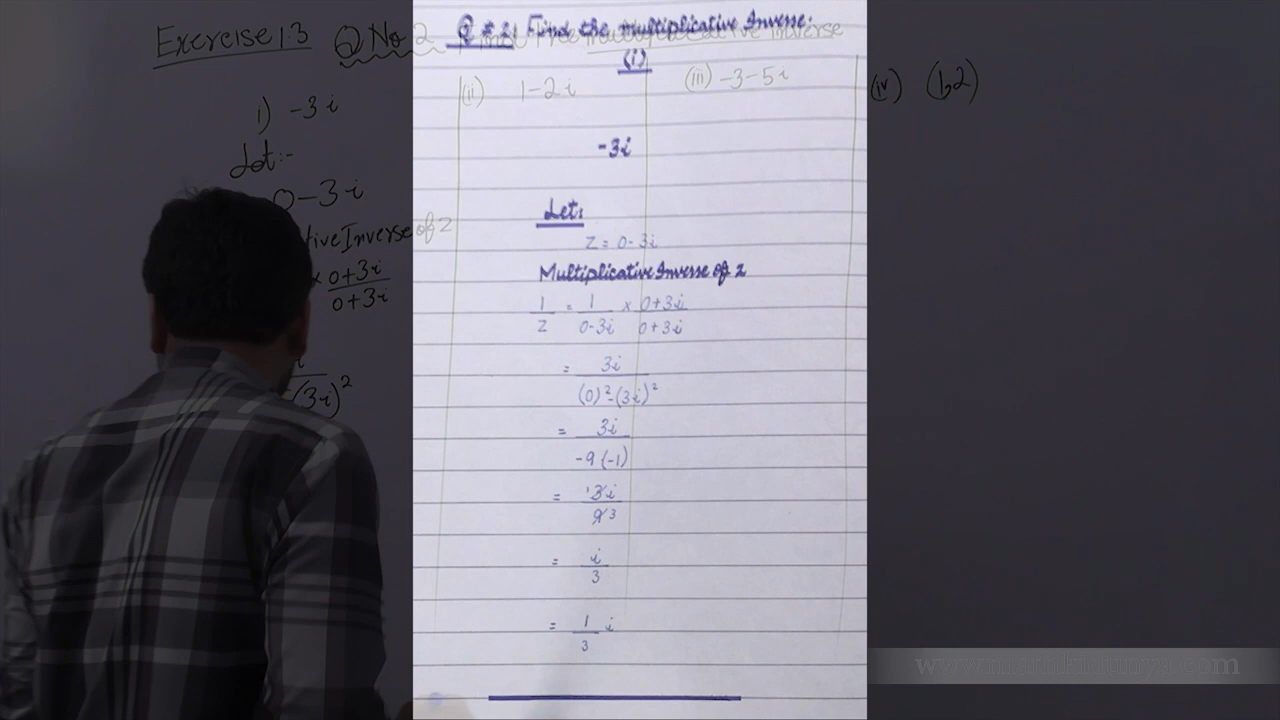 Exercise 1.3 Q No 2
Inverse
i) -3i
Let:-
0-3i
tive Inverse of z
× 0+3i
0+3i
(3i)²
Q # 2: Find the multiplicative Inverse:
(i)
(ii) 1-2i
(iii) -3-5i
(iv) (1,2)
-3i
Let:
Z = 0-3i
Multiplicative Inverse of z
1/z = 1/0-3i × 0+3i/0+3i
= 3i/(0)²-(3i)²
= 3i/-9(-1)
= ¹3i/9³
= i/3
= 1/3 i